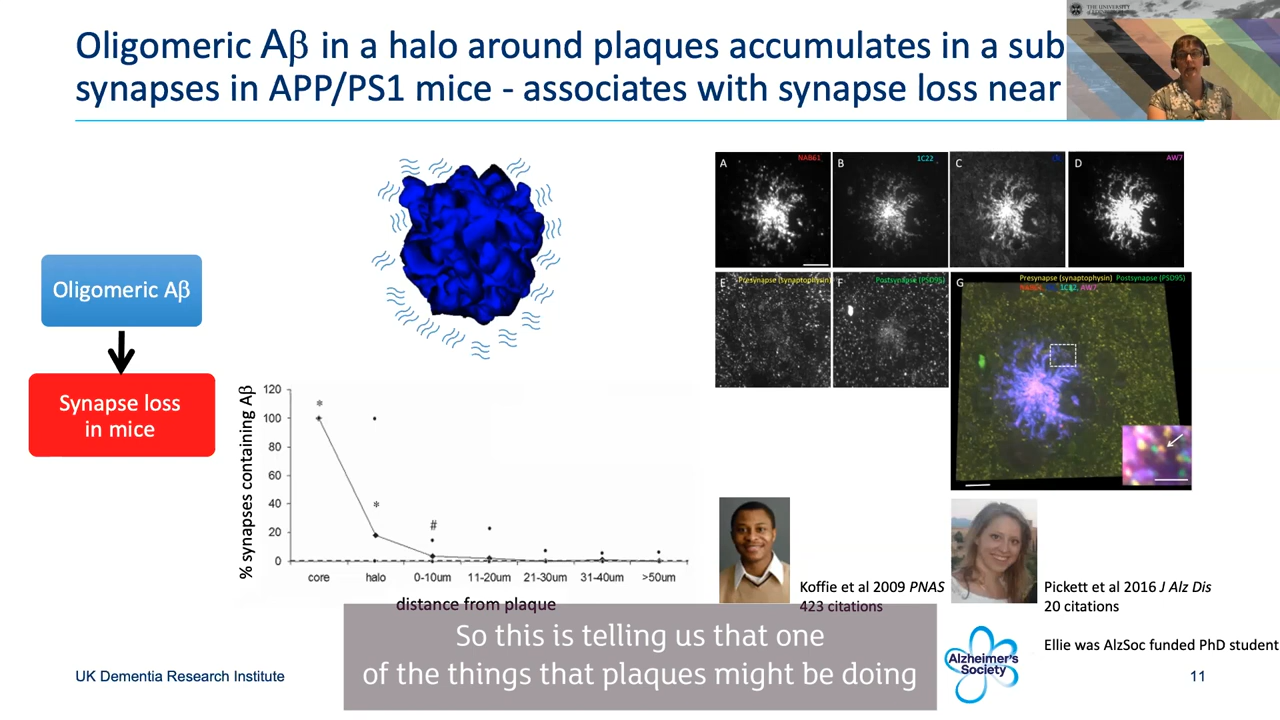 Oligomeric Aβ in a halo around plaques accumulates in a sub
synapses in APP/PS1 mice - associates with synapse loss near
Oligomeric Aβ
Synapse loss
in mice
% synapses containing Aβ
120
100
80
60
40
20
0
*
*
#
core halo 0-10um 11-20um 21-30um 31-40um >50um
distance from plaque
A NAB61
B 1C22
C
D AW7
E Presynapse (synaptophysin)
F Postsynapse (PSD95)
G Presynapse (synaptophysin) Postsynapse (PSD95)
NAB61, 1C22, AW7
Koffie et al 2009 PNAS
423 citations
Pickett et al 2016 J Alz Dis
20 citations
Ellie was AlzSoc funded PhD student
Alzheimer's
Society
So this is telling us that one
of the things that plaques might be doing
UK Dementia Research Institute
11